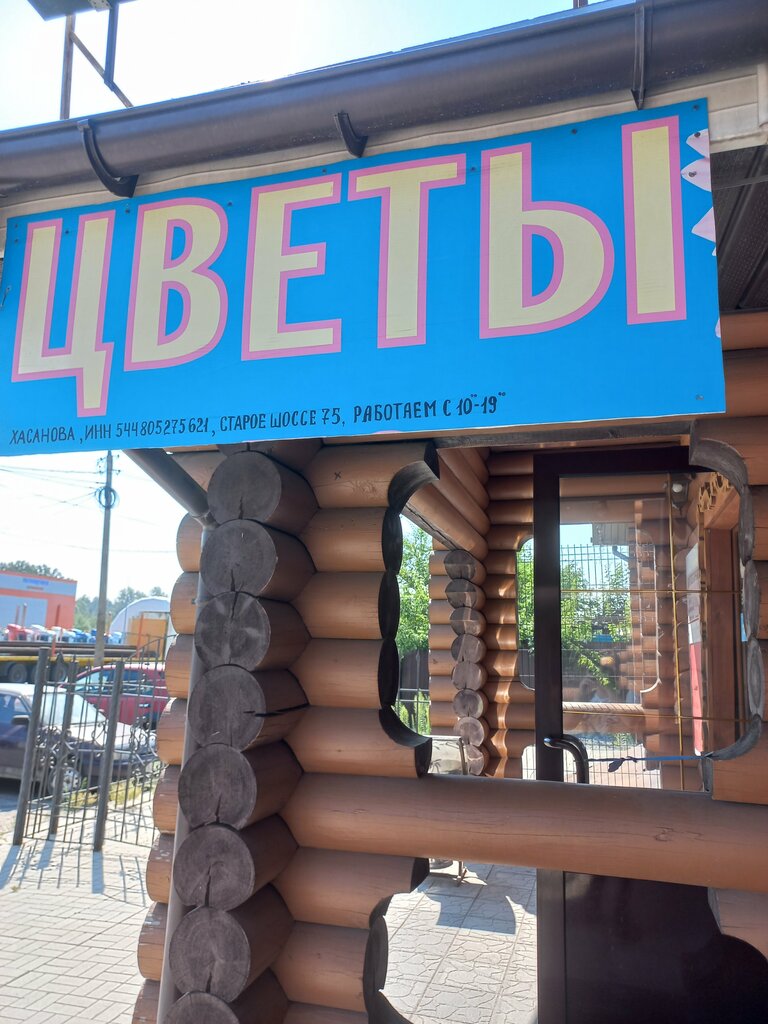 ЦВЕТЫ
ХАСАНОВА, ИНН 544805275621, СТАРОЕ ШОССЕ 75, РАБОТАЕМ С 10⁰⁰-19⁰⁰